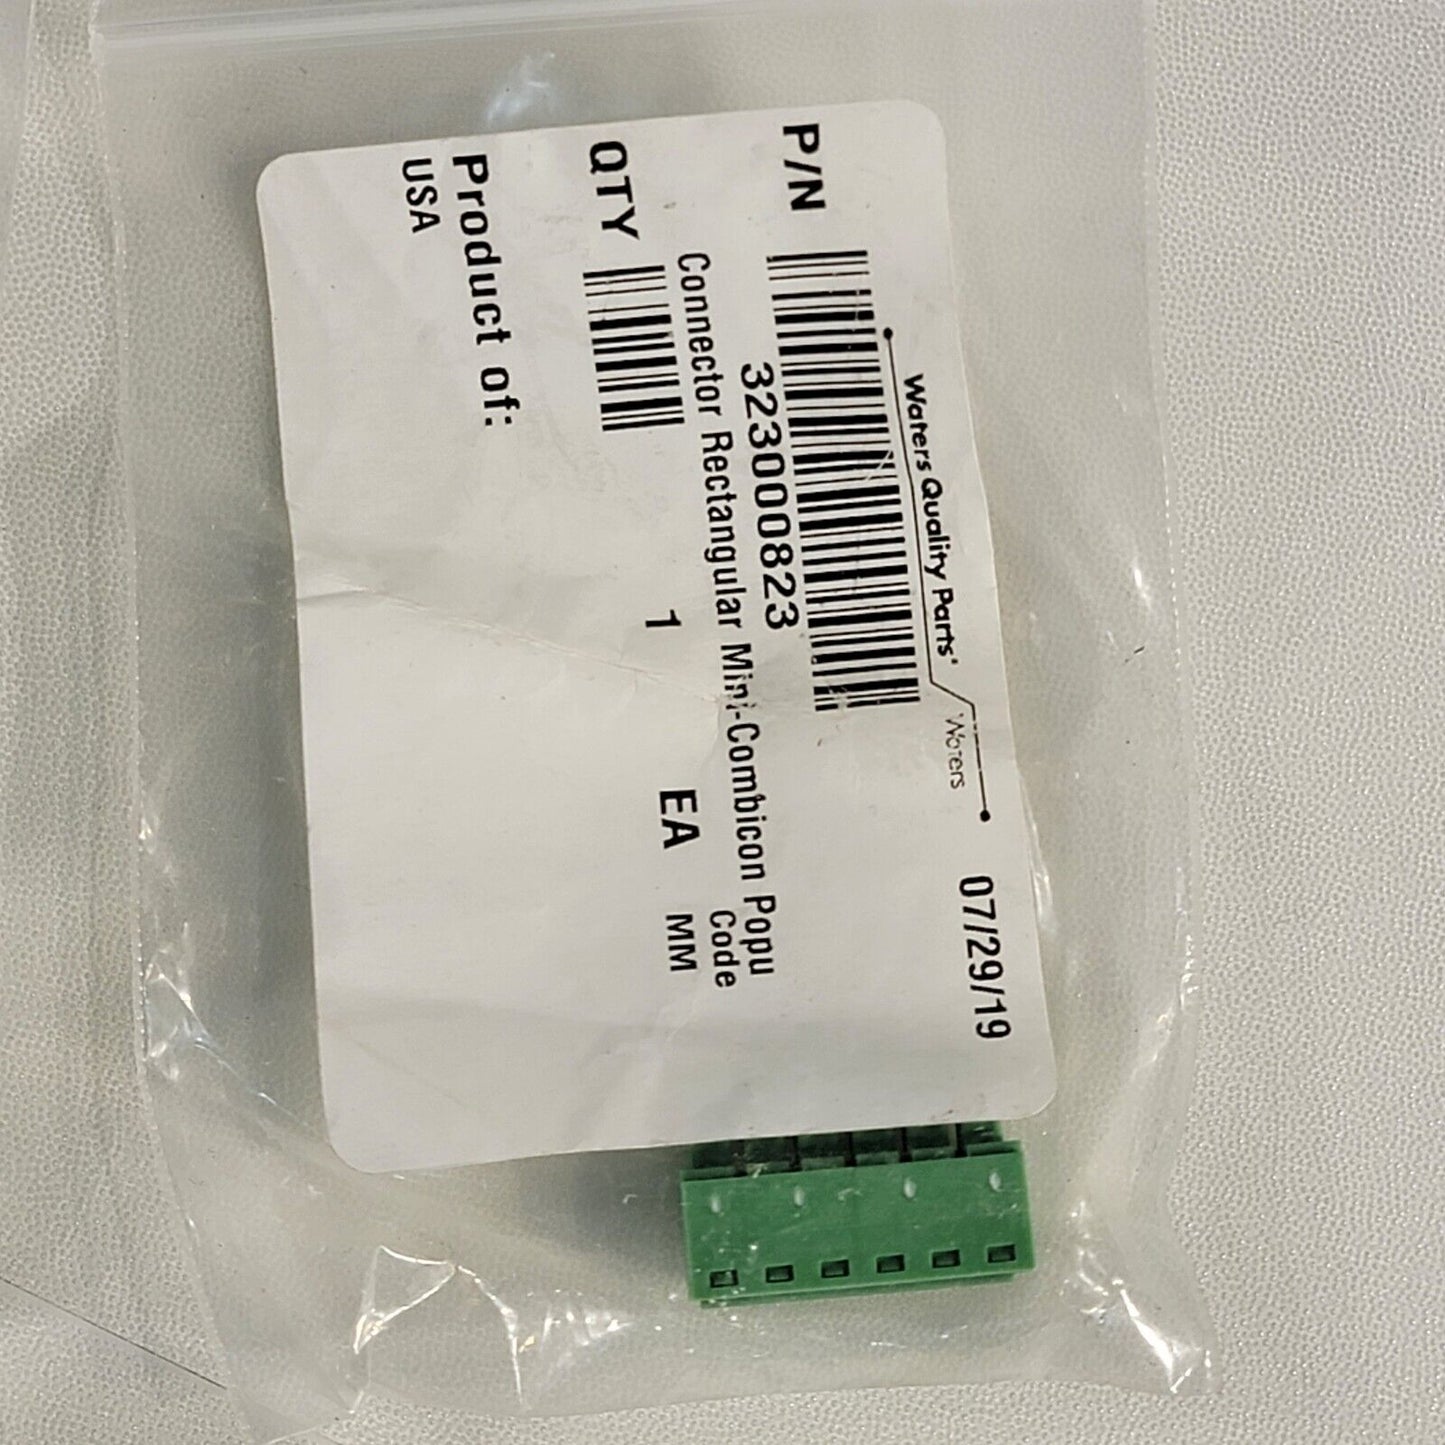 Waters Quality Parts®
Waters
07/29/19
P/N
323000823
Connector Rectangular Mini-Combicon Popu
Code
QTY 1 EA MM
Product of:
USA